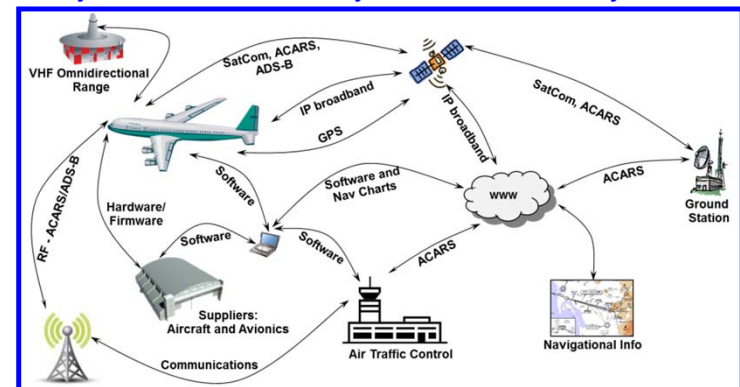 SatCom, ACARS,
ADS-B
VHF Omnidirectional
Range
IP broadband
SatCom, ACARS
GPS
IP broadband
RF - ACARS/ADS-B
Software
Software and
Nav Charts
www
ACARS
Ground
Station
Hardware/
Firmware
Software
Software
ACARS
Suppliers:
Aircraft and Avionics
Air Traffic Control
Navigational Info
Communications